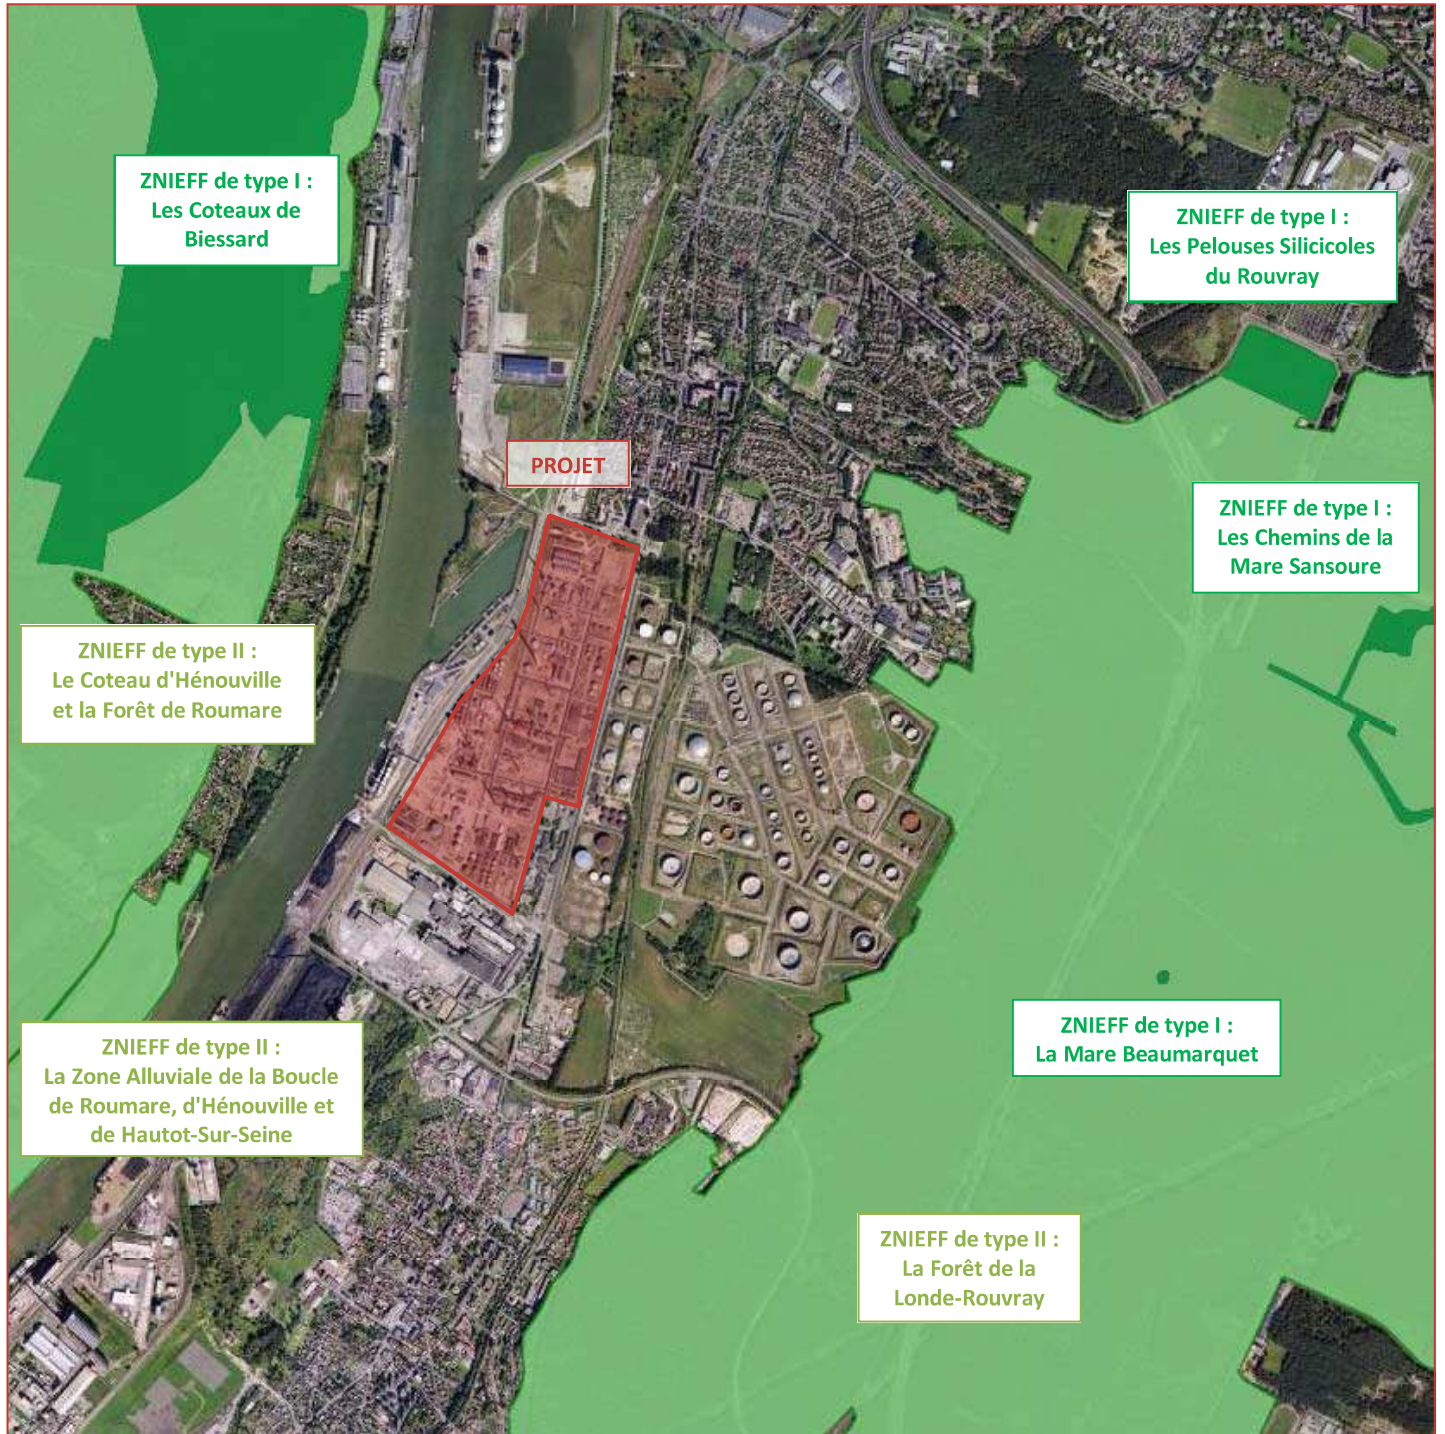 ZNIEFF de type I :
Les Coteaux de
Biessard
ZNIEFF de type I :
Les Pelouses Silicicoles
du Rouvray
PROJET
ZNIEFF de type I :
Les Chemins de la
Mare Sansoure
ZNIEFF de type II :
Le Coteau d'Hénouville
et la Forêt de Roumare
ZNIEFF de type I :
La Mare Beaumarquet
ZNIEFF de type II :
La Zone Alluviale de la Boucle
de Roumare, d'Hénouville et
de Hautot-Sur-Seine
ZNIEFF de type II :
La Forêt de la
Londe-Rouvray